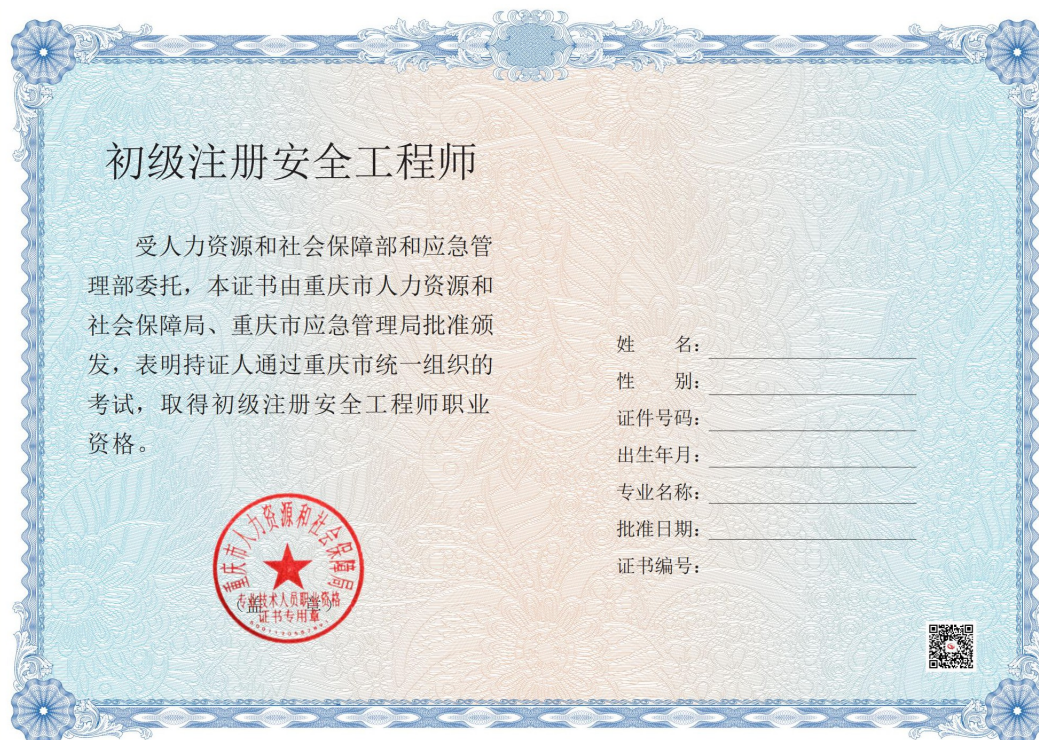 初级注册安全工程师
受人力资源和社会保障部和应急管
理部委托，本证书由重庆市人力资源和
社会保障局、重庆市应急管理局批准颁
发，表明持证人通过重庆市统一组织的
考试，取得初级注册安全工程师职业
资格。
重庆市人力资源和社会保障局
专业技术人员职业资格
（盖 章）
证书专用章
姓 名：
性 别：
证件号码：
出生年月：
专业名称：
批准日期：
证书编号：